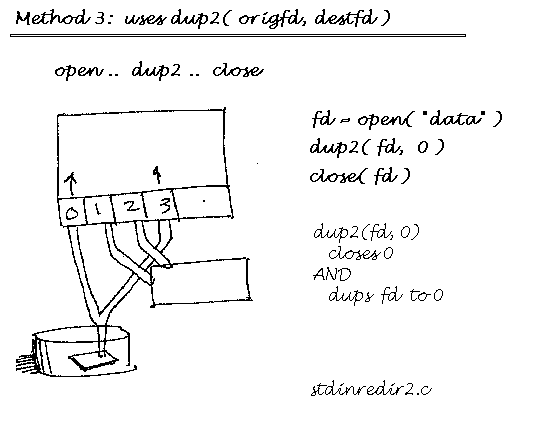 Method 3: uses dup2( origfd, destfd )
open .. dup2 .. close
fd = open( "data" )
dup2( fd, 0 )
close( fd )
0 1 2 3 .
dup2(fd, 0)
closes 0
AND
dups fd to 0
stdinredir2.c